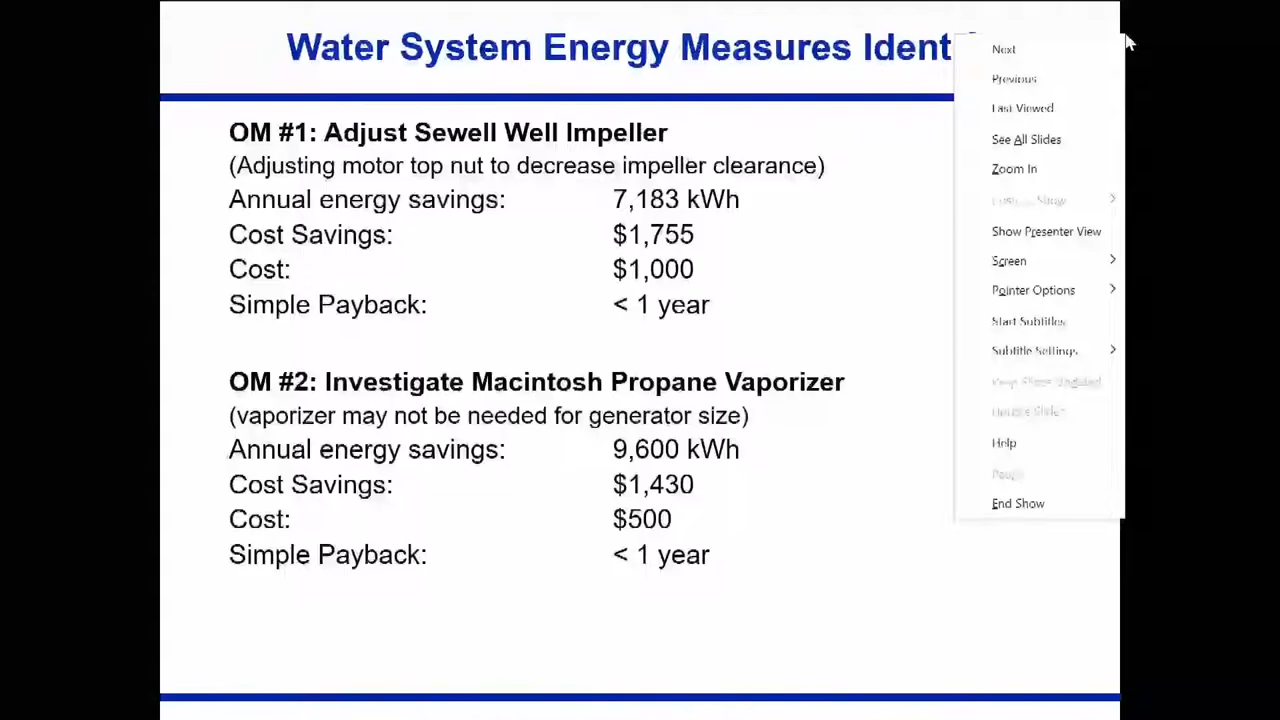 Water System Energy Measures Ident
OM #1: Adjust Sewell Well Impeller
(Adjusting motor top nut to decrease impeller clearance)
Annual energy savings: 7,183 kWh
Cost Savings: $1,755
Cost: $1,000
Simple Payback: < 1 year
OM #2: Investigate Macintosh Propane Vaporizer
(vaporizer may not be needed for generator size)
Annual energy savings: 9,600 kWh
Cost Savings: $1,430
Cost: $500
Simple Payback: < 1 year
Next
Previous
Last Viewed
See All Slides
Zoom In
Show
Show Presenter View
Screen
Pointer Options
Start Subtitles
Subtitle Settings
Help
End Show